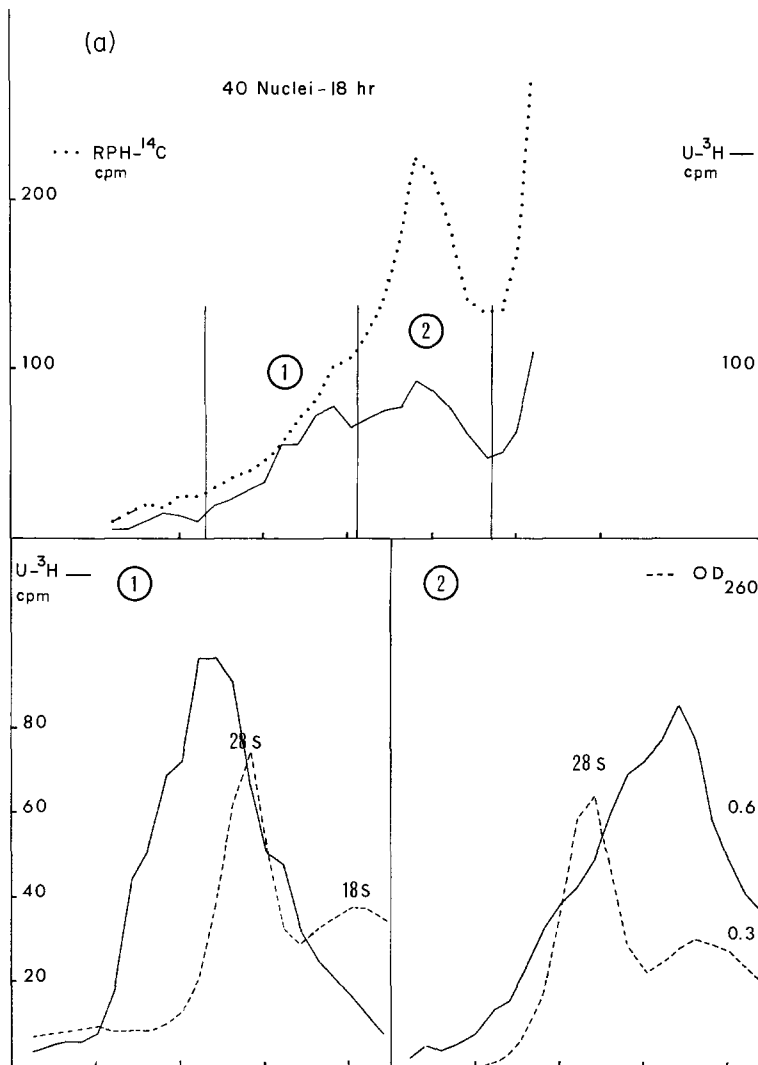 (a)
40 Nuclei-18 hr
··· RPH-¹⁴C
cpm
U-³H —
200
100
100
1
2
U-³H —
cpm
1
2
--- OD₂₆₀
80
60
40
20
28 S
18 S
28 S
0.6
0.3